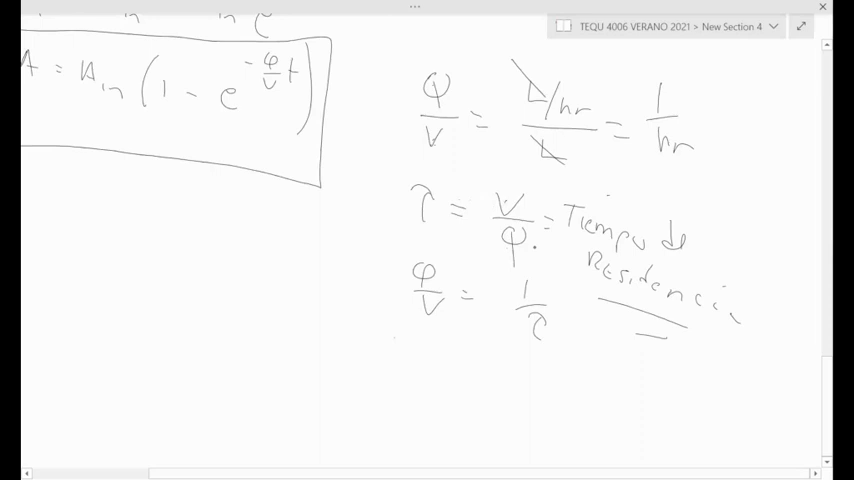 TEQU 4006 VERANO 2021 > New Section 4
A = A_in (1 - e^(-φ/V t))
φ/V = (L/hr)/L = 1/hr
τ = V/φ = Tiempo de
Residencia
φ/V = 1/τ